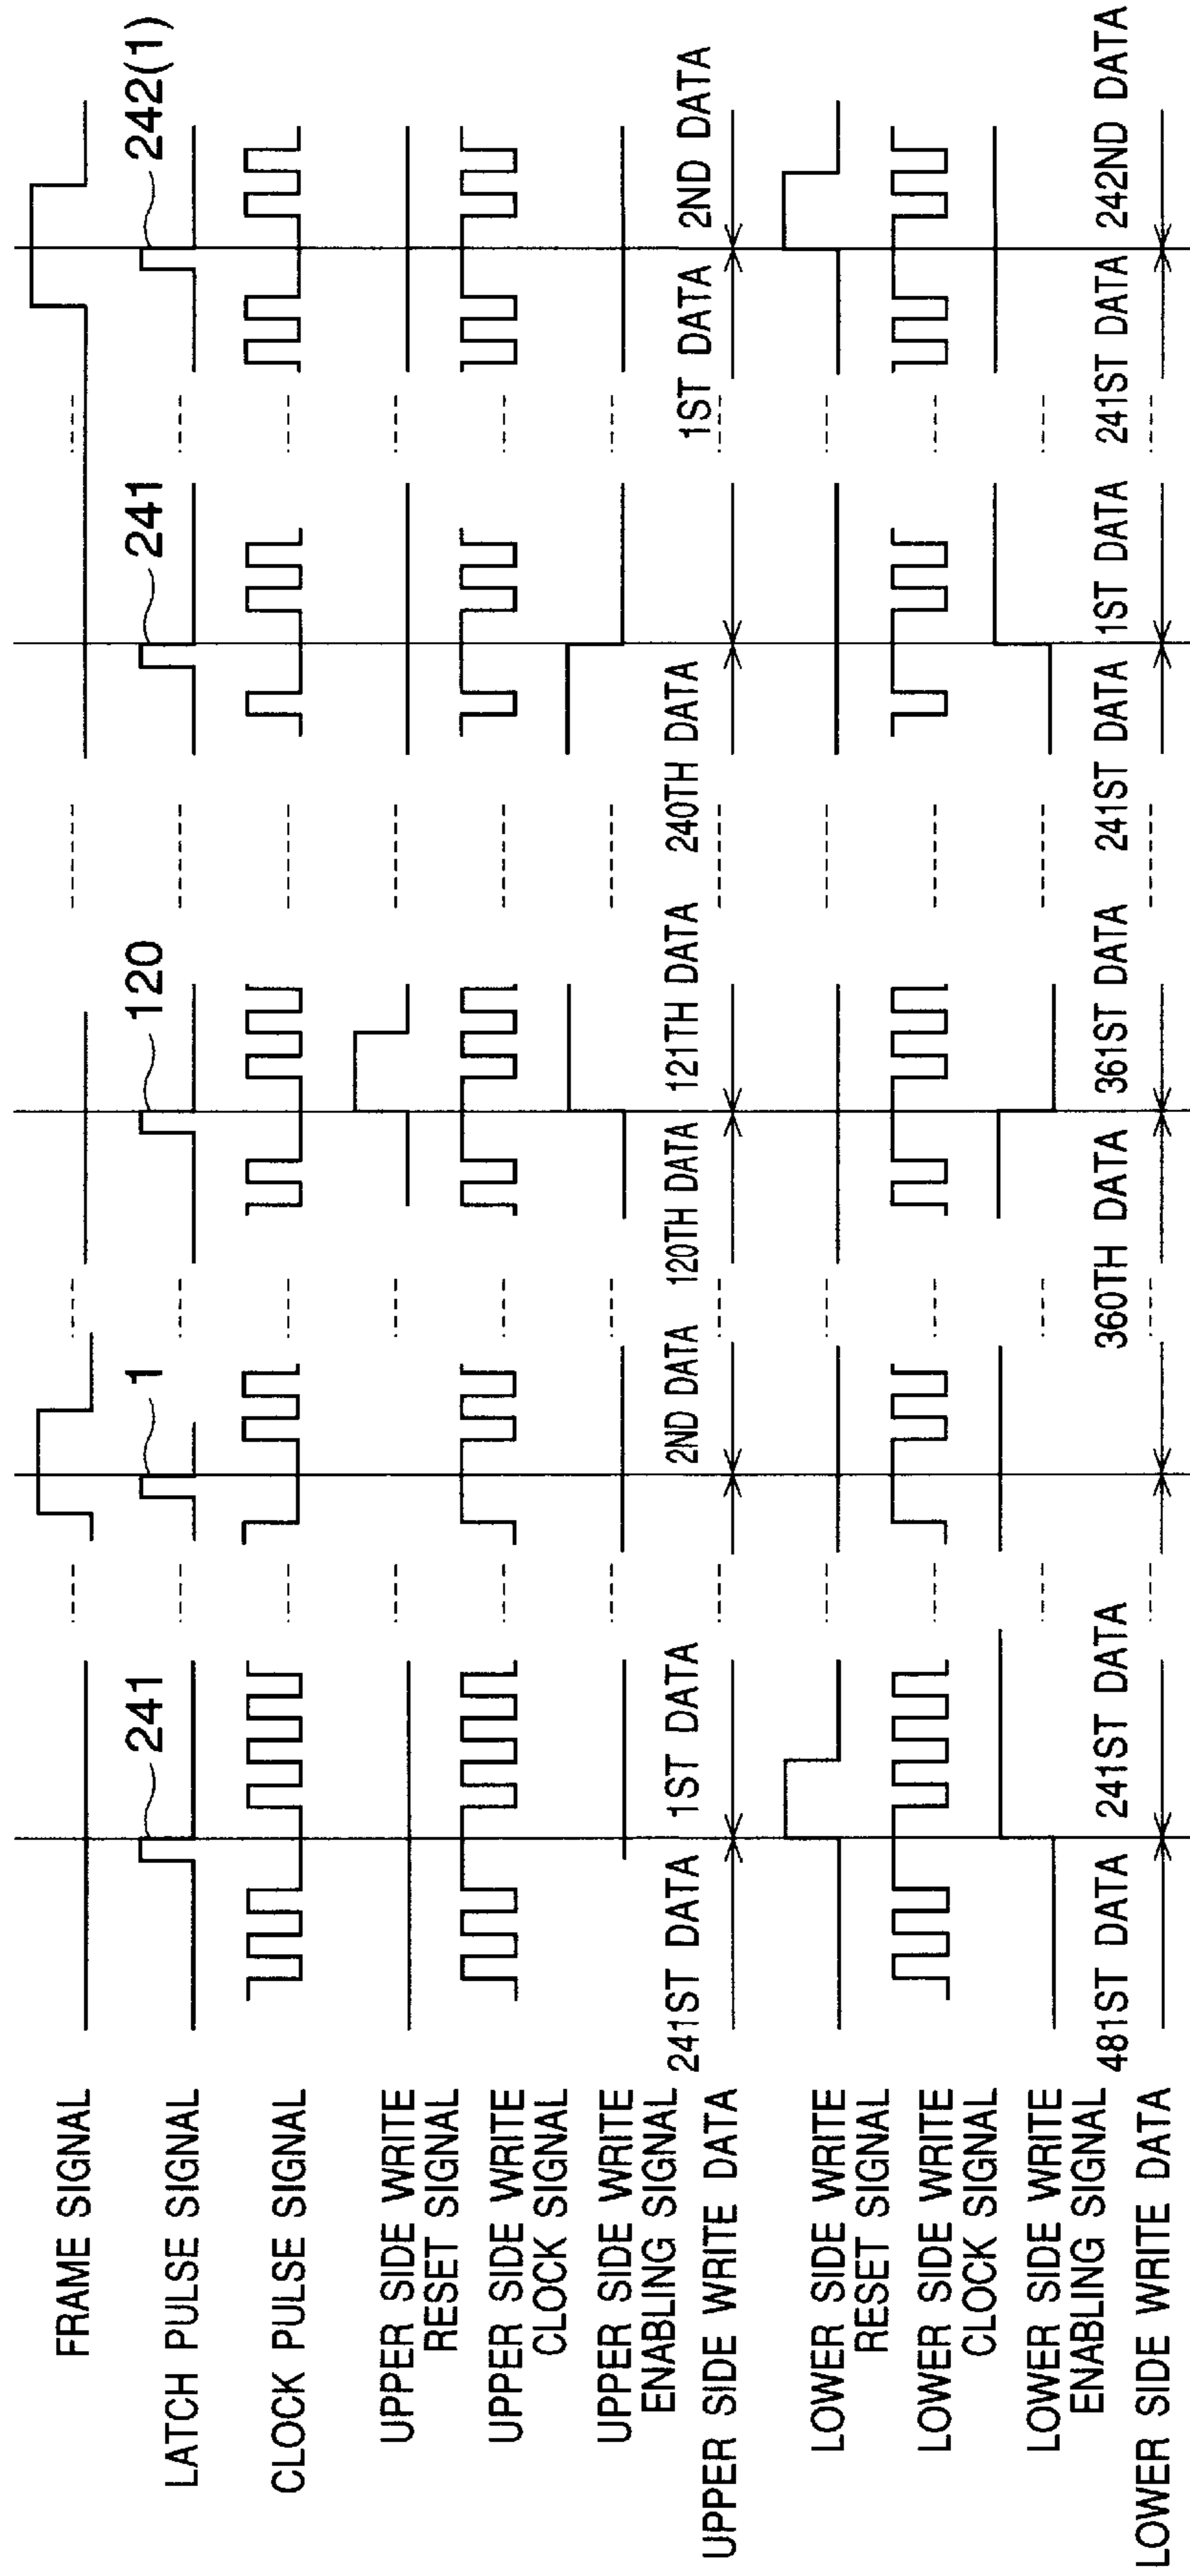 FRAME SIGNAL
LATCH PULSE SIGNAL
241
1
120
241
242(1)
CLOCK PULSE SIGNAL
UPPER SIDE WRITE
RESET SIGNAL
UPPER SIDE WRITE
CLOCK SIGNAL
UPPER SIDE WRITE
ENABLING SIGNAL
UPPER SIDE WRITE DATA
241ST DATA
1ST DATA
2ND DATA
120TH DATA
121TH DATA
240TH DATA
1ST DATA
2ND DATA
LOWER SIDE WRITE
RESET SIGNAL
LOWER SIDE WRITE
CLOCK SIGNAL
LOWER SIDE WRITE
ENABLING SIGNAL
LOWER SIDE WRITE DATA
481ST DATA
241ST DATA
360TH DATA
361ST DATA
241ST DATA
1ST DATA
241ST DATA
242ND DATA